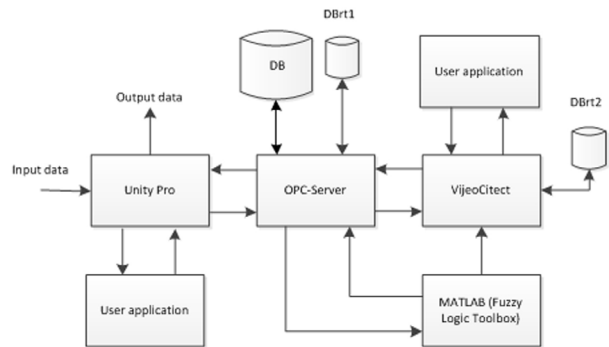 DBrt1
DB
User application
Output data
DBrt2
Input data
Unity Pro
OPC-Server
VijeoCitect
User application
MATLAB (Fuzzy
Logic Toolbox)